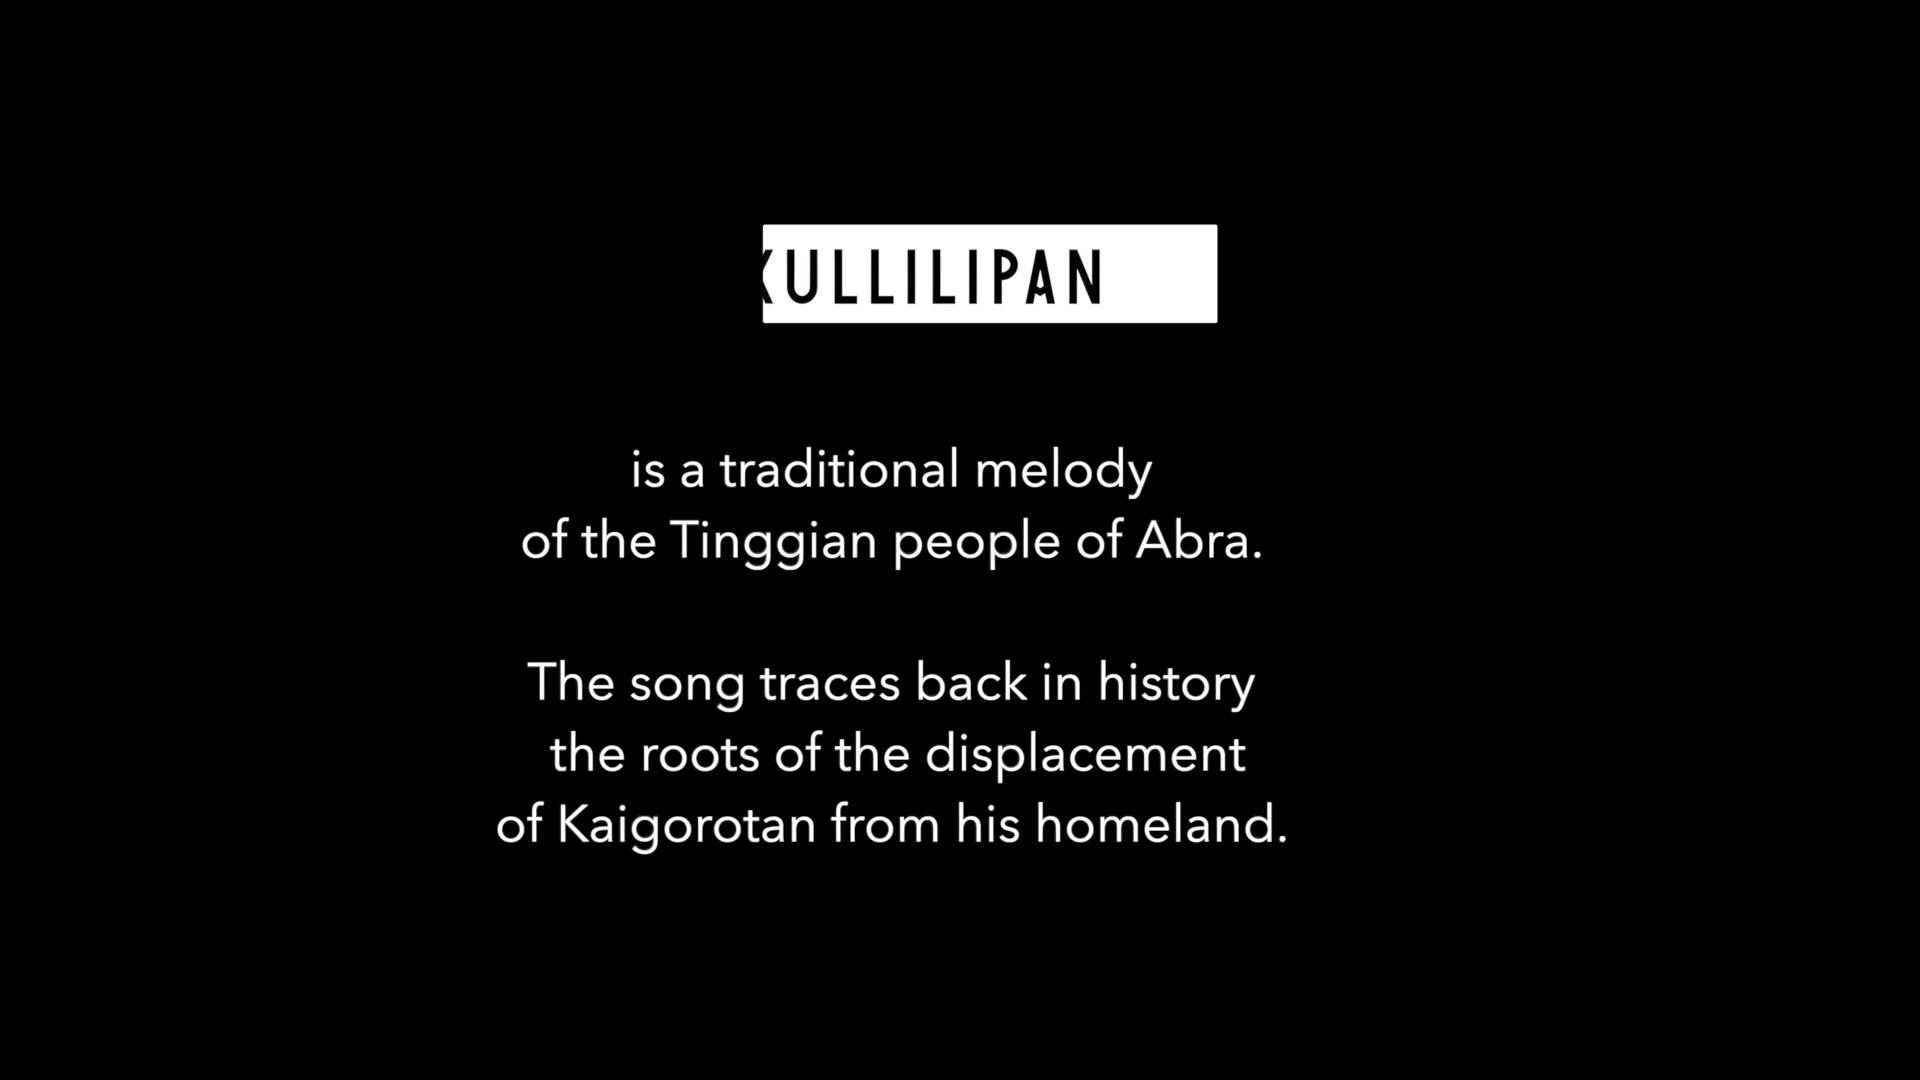 KULLILIPAN
is a traditional melody
of the Tinggian people of Abra.
The song traces back in history
the roots of the displacement
of Kaigorotan from his homeland.